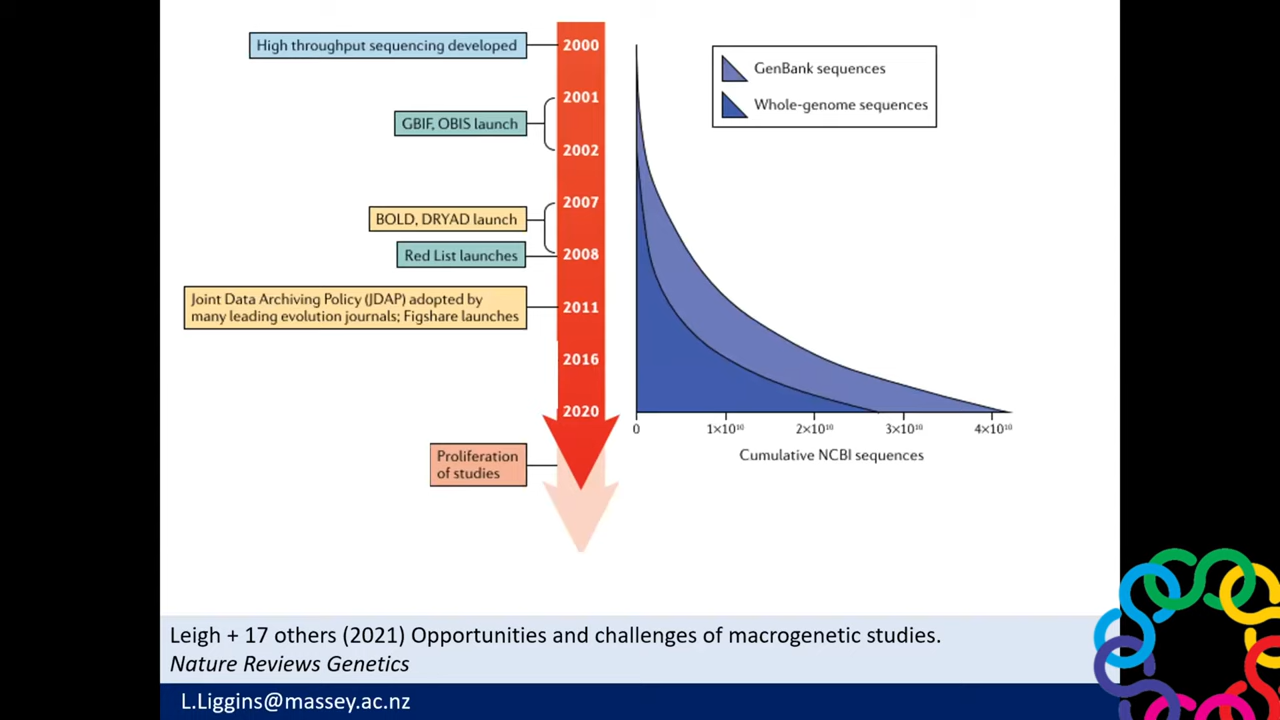 High throughput sequencing developed
2000
2001
GBIF, OBIS launch
2002
2007
BOLD, DRYAD launch
Red List launches
2008
Joint Data Archiving Policy (JDAP) adopted by
many leading evolution journals; Figshare launches
2011
2016
2020
Proliferation
of studies
GenBank sequences
Whole-genome sequences
0
1×10¹⁰
2×10¹⁰
3×10¹⁰
4×10¹⁰
Cumulative NCBI sequences
Leigh + 17 others (2021) Opportunities and challenges of macrogenetic studies.
Nature Reviews Genetics
L.Liggins@massey.ac.nz